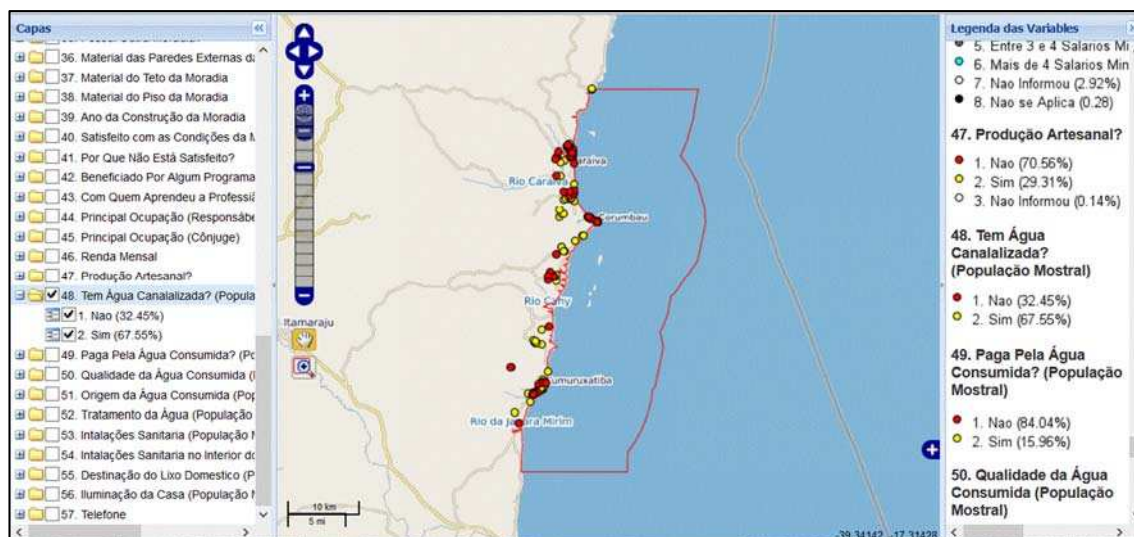 Capas
36. Material das Paredes Externas da
37. Material do Teto da Moradia
38. Material do Piso da Moradia
39. Ano da Construção da Moradia
40. Satisfeito com as Condições da M
41. Por Que Não Está Satisfeito?
42. Beneficiado Por Algum Programa
43. Com Quem Aprendeu a Profissiã
44. Principal Ocupação (Responsábe
45. Principal Ocupação (Cônjuge)
46. Renda Mensal
47. Produção Artesanal?
48. Tem Água Canalalizada? (Popula
1. Nao (32.45%)
2. Sim (67.55%)
49. Paga Pela Água Consumida? (Po
50. Qualidade da Água Consumida (
51. Origem da Água Consumida (Pop
52. Tratamento da Água (População
53. Intalações Sanitaria (População M
54. Intalações Sanitaria no Interior do
55. Destinação do Lixo Domestico (P
56. Iluminação da Casa (População M
57. Telefone
araiva
Rio Caraiva
Corumbau
Rio Cahy
Itamaraju
umuruxatiba
Rio da Mirim
10 km
5 mi
-39.34142, -17.31428
Legenda das Variables
5. Entre 3 e 4 Salarios Mi
6. Mais de 4 Salarios Min
7. Nao Informou (2.92%)
8. Nao se Aplica (0.28)
47. Produção Artesanal?
1. Nao (70.56%)
2. Sim (29.31%)
3. Nao Informou (0.14%)
48. Tem Água
Canalalizada?
(População Mostral)
1. Nao (32.45%)
2. Sim (67.55%)
49. Paga Pela Água
Consumida? (População
Mostral)
1. Nao (84.04%)
2. Sim (15.96%)
50. Qualidade da Água
Consumida (População
Mostral)